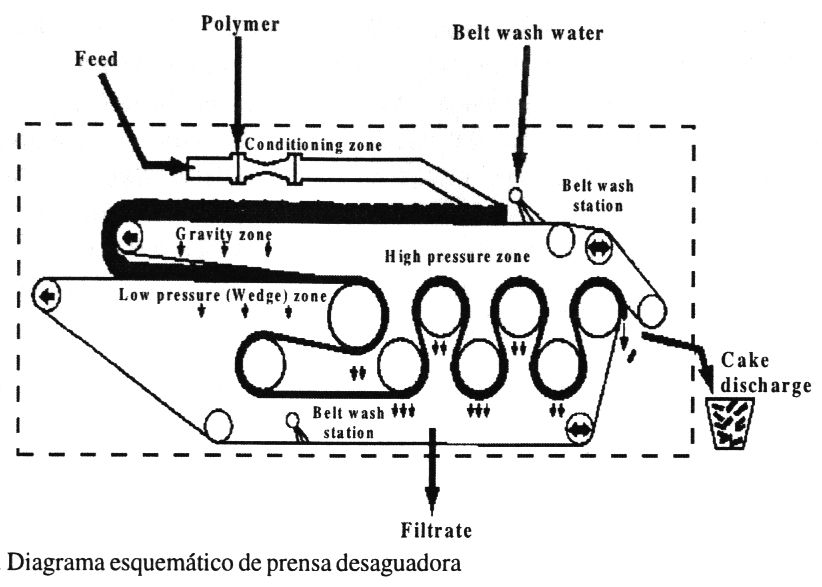 Polymer
Belt wash water
Feed
Conditioning zone
Belt wash
station
Gravity zone
High pressure zone
Low pressure (Wedge) zone
Cake
discharge
Belt wash
station
Filtrate
Diagrama esquemático de prensa desaguadora